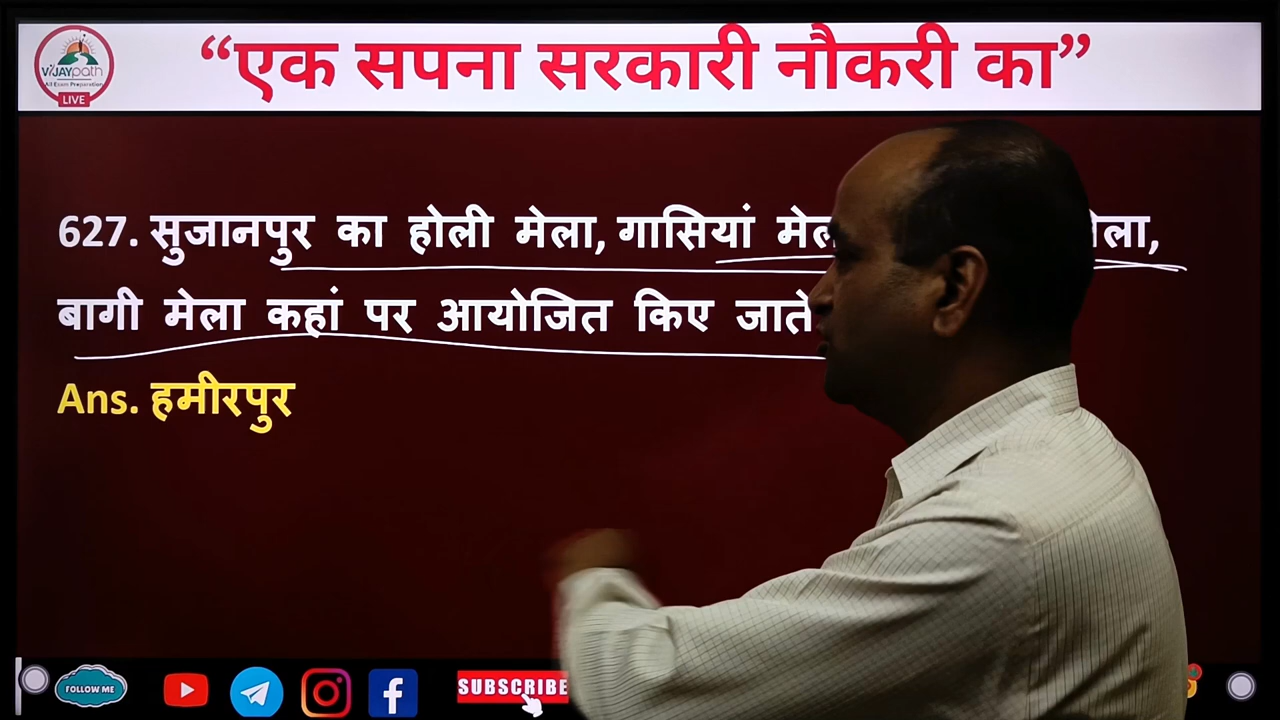 “एक सपना सरकारी नौकरी का”
VIJAYpath
All Exam Preparation
LIVE
627. सुजानपुर का होली मेला, गासियां
बागी मेला कहां पर आयोजित किए जाते
Ans. हमीरपुर
FOLLOW ME
SUBSCRIBE